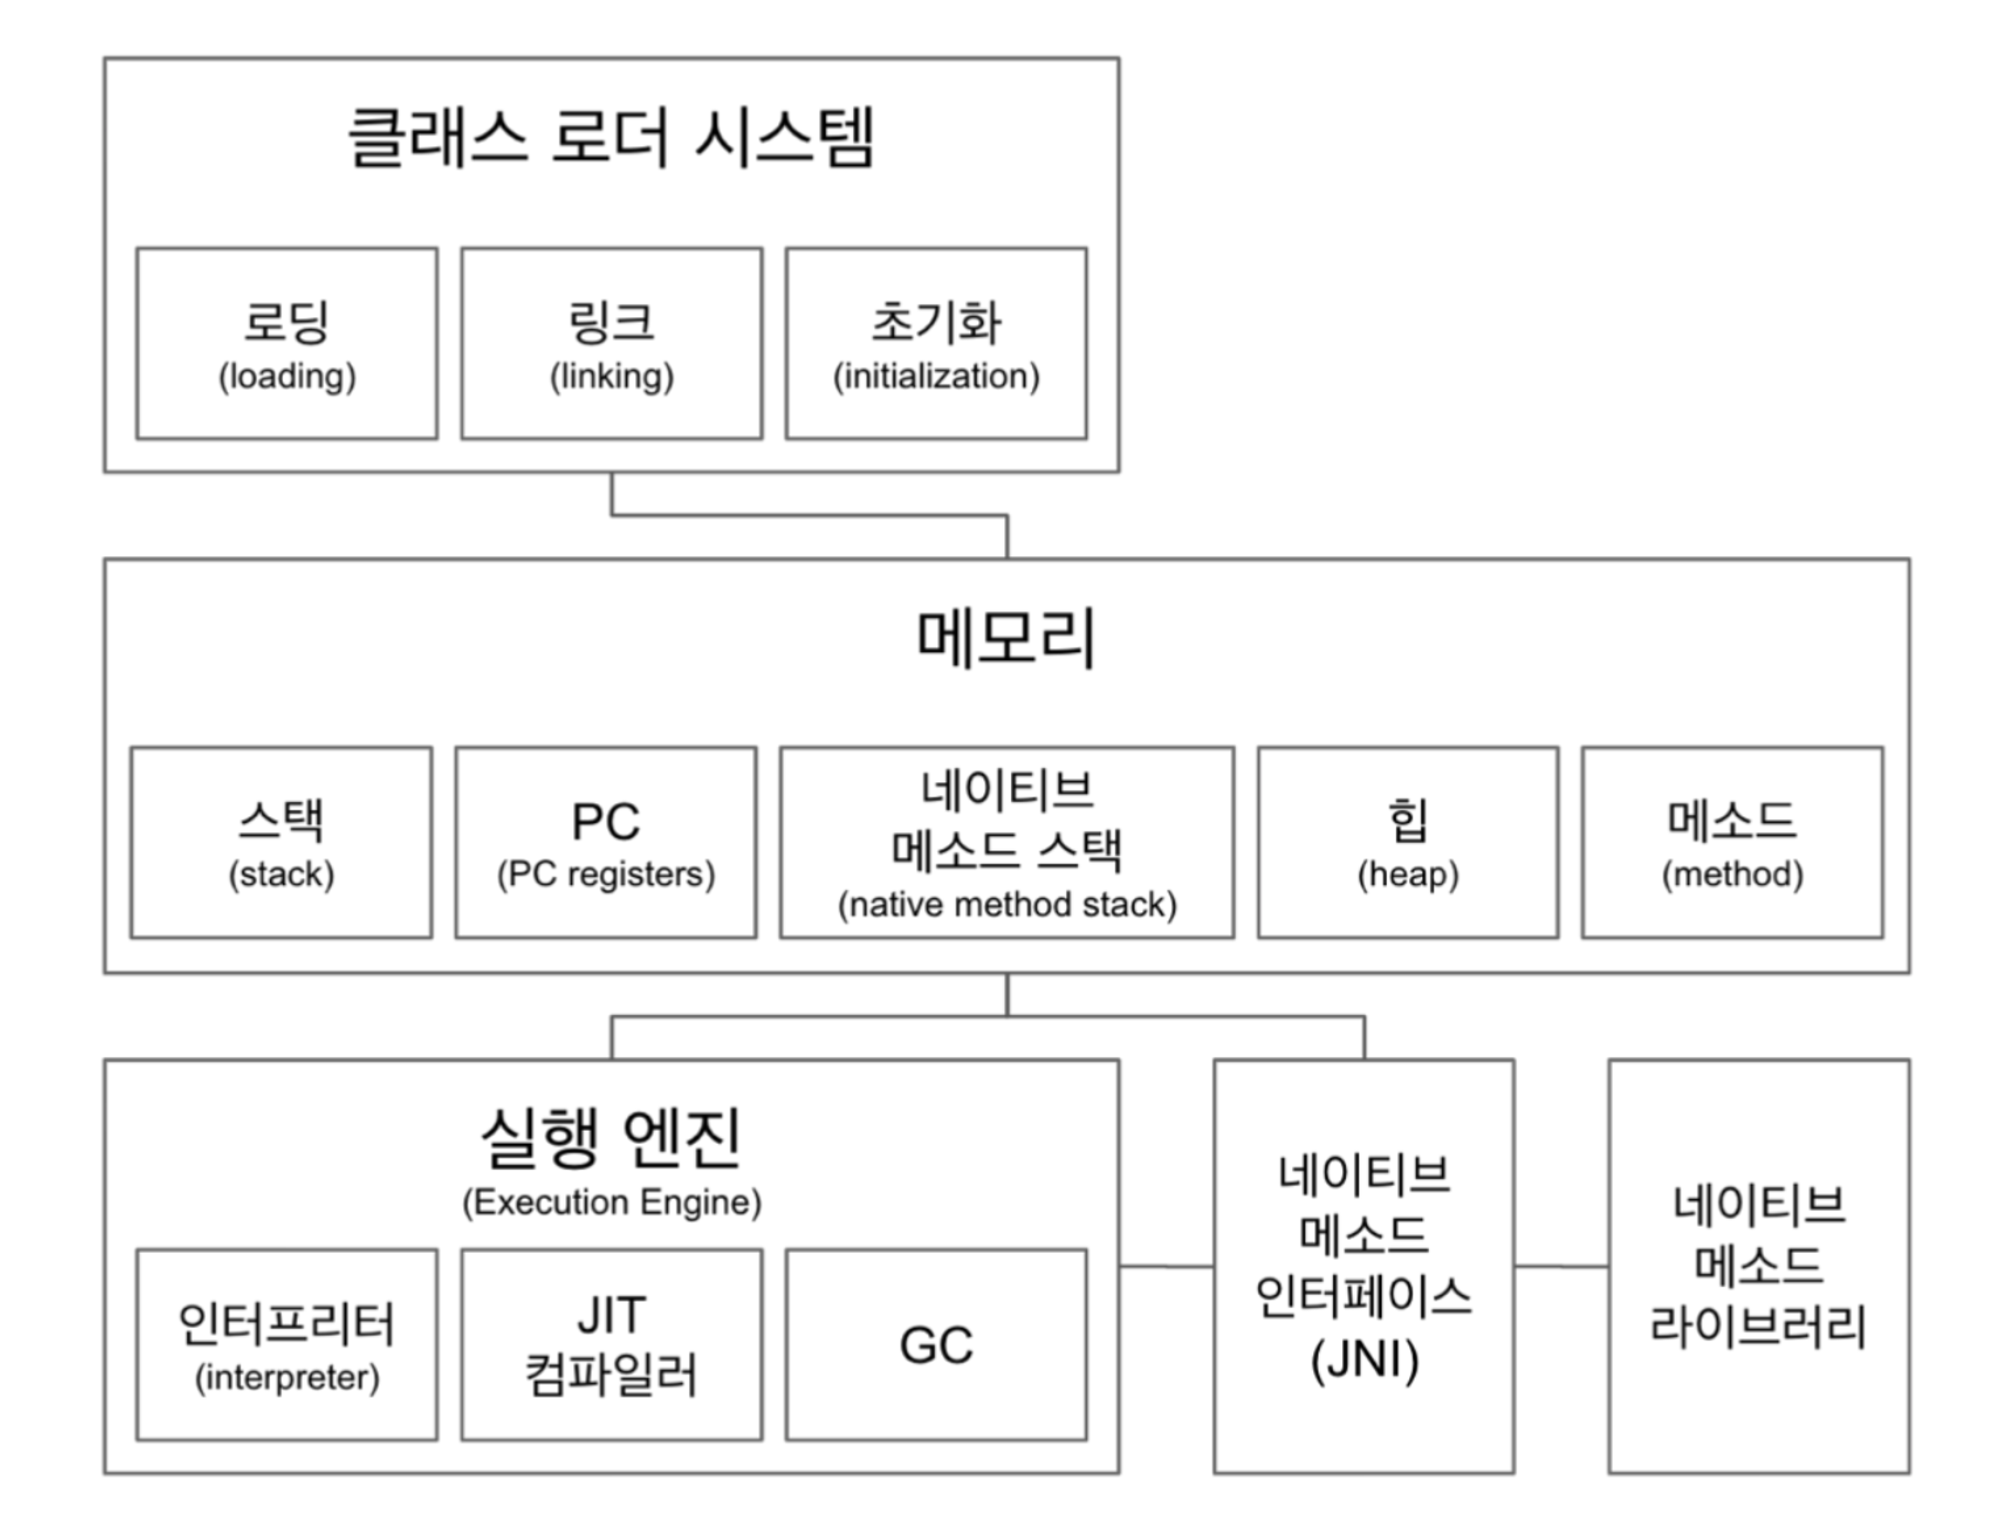 클래스 로더 시스템
로딩
(loading)
링크
(linking)
초기화
(initialization)
메모리
스택
(stack)
PC
(PC registers)
네이티브
메소드 스택
(native method stack)
힙
(heap)
메소드
(method)
실행 엔진
(Execution Engine)
인터프리터
(interpreter)
JIT
컴파일러
GC
네이티브
메소드
인터페이스
(JNI)
네이티브
메소드
라이브러리